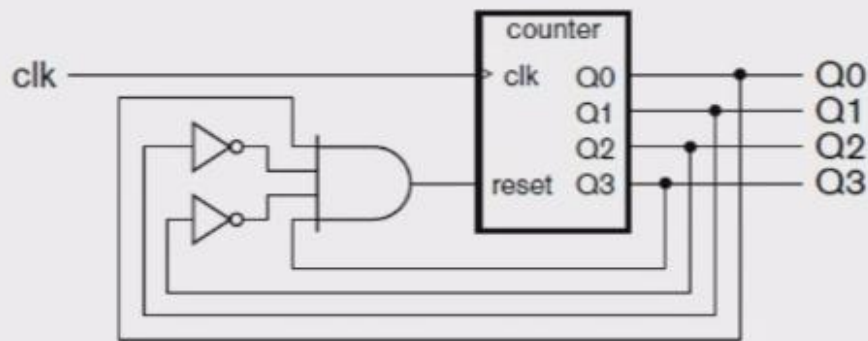 counter
clk clk Q0 Q0
Q1 Q1
Q2 Q2
reset Q3 Q3